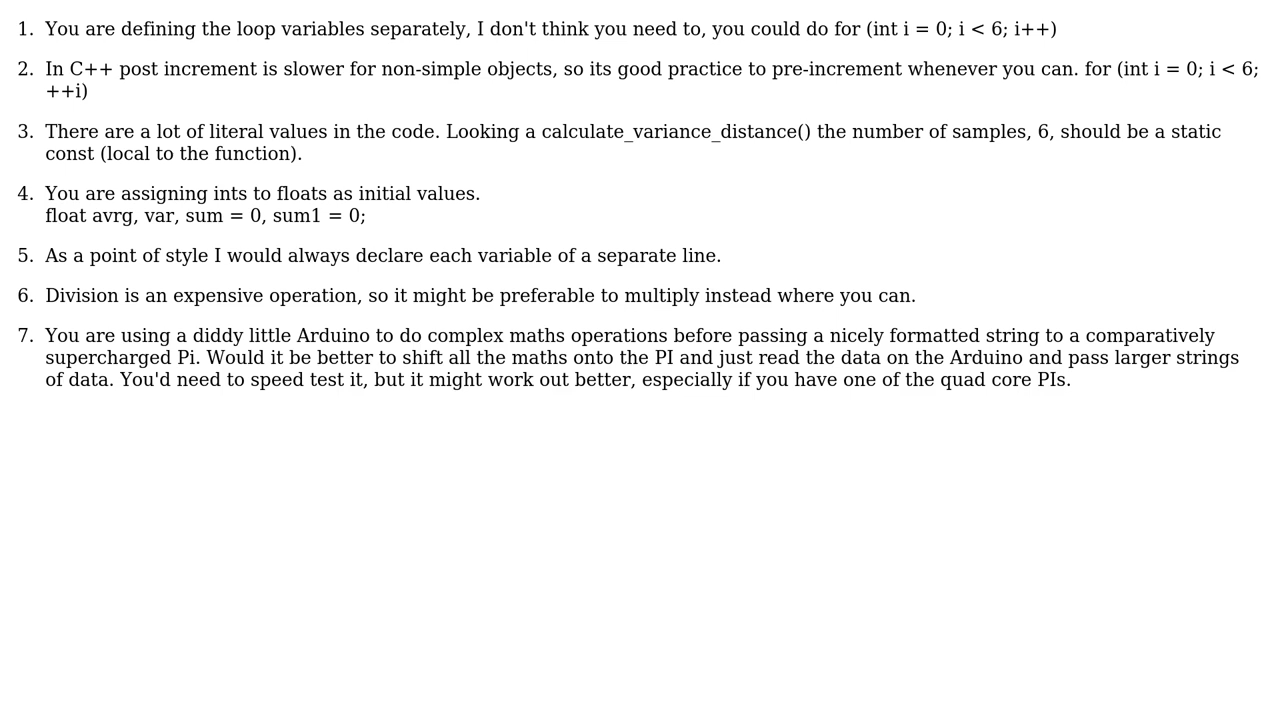 1. You are defining the loop variables separately, I don't think you need to, you could do for (int i = 0; i < 6; i++)
2. In C++ post increment is slower for non-simple objects, so its good practice to pre-increment whenever you can. for (int i = 0; i < 6;
++i)
3. There are a lot of literal values in the code. Looking a calculate_variance_distance() the number of samples, 6, should be a static
const (local to the function).
4. You are assigning ints to floats as initial values.
float avrg, var, sum = 0, sum1 = 0;
5. As a point of style I would always declare each variable of a separate line.
6. Division is an expensive operation, so it might be preferable to multiply instead where you can.
7. You are using a diddy little Arduino to do complex maths operations before passing a nicely formatted string to a comparatively
supercharged Pi. Would it be better to shift all the maths onto the PI and just read the data on the Arduino and pass larger strings
of data. You'd need to speed test it, but it might work out better, especially if you have one of the quad core PIs.